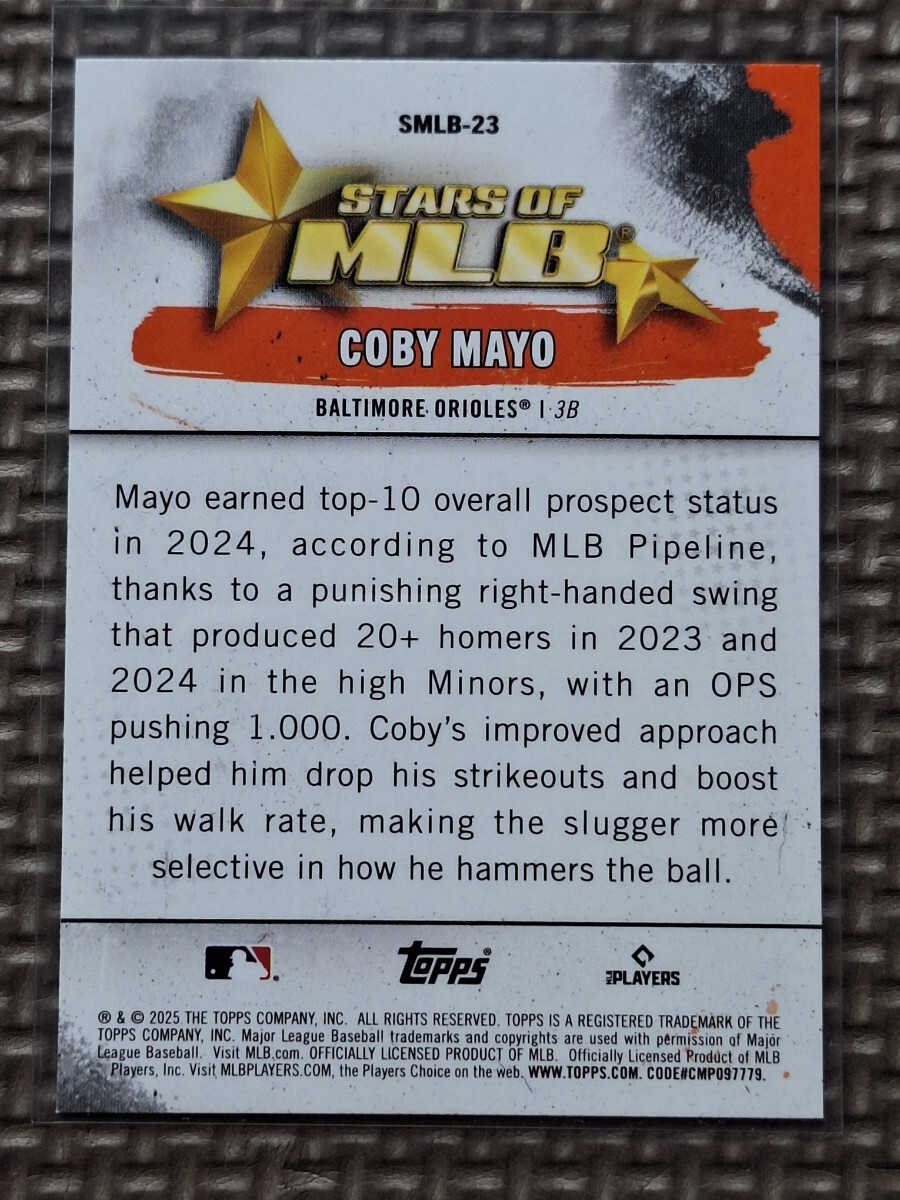 SMLB-23
STARS OF
MLB®
COBY MAYO
BALTIMORE ORIOLES® | 3B
Mayo earned top-10 overall prospect status
in 2024, according to MLB Pipeline,
thanks to a punishing right-handed swing
that produced 20+ homers in 2023 and
2024 in the high Minors, with an OPS
pushing 1.000. Coby's improved approach
helped him drop his strikeouts and boost
his walk rate, making the slugger more
selective in how he hammers the ball.
topps®
MLB PLAYERS
® & © 2025 THE TOPPS COMPANY, INC. ALL RIGHTS RESERVED. TOPPS IS A REGISTERED TRADEMARK OF THE
TOPPS COMPANY, INC. Major League Baseball trademarks and copyrights are used with permission of Major
League Baseball. Visit MLB.com. OFFICIALLY LICENSED PRODUCT OF MLB. Officially Licensed Product of MLB
Players, Inc. Visit MLBPLAYERS.COM, the Players Choice on the web. WWW.TOPPS.COM. CODE#CMP097779.